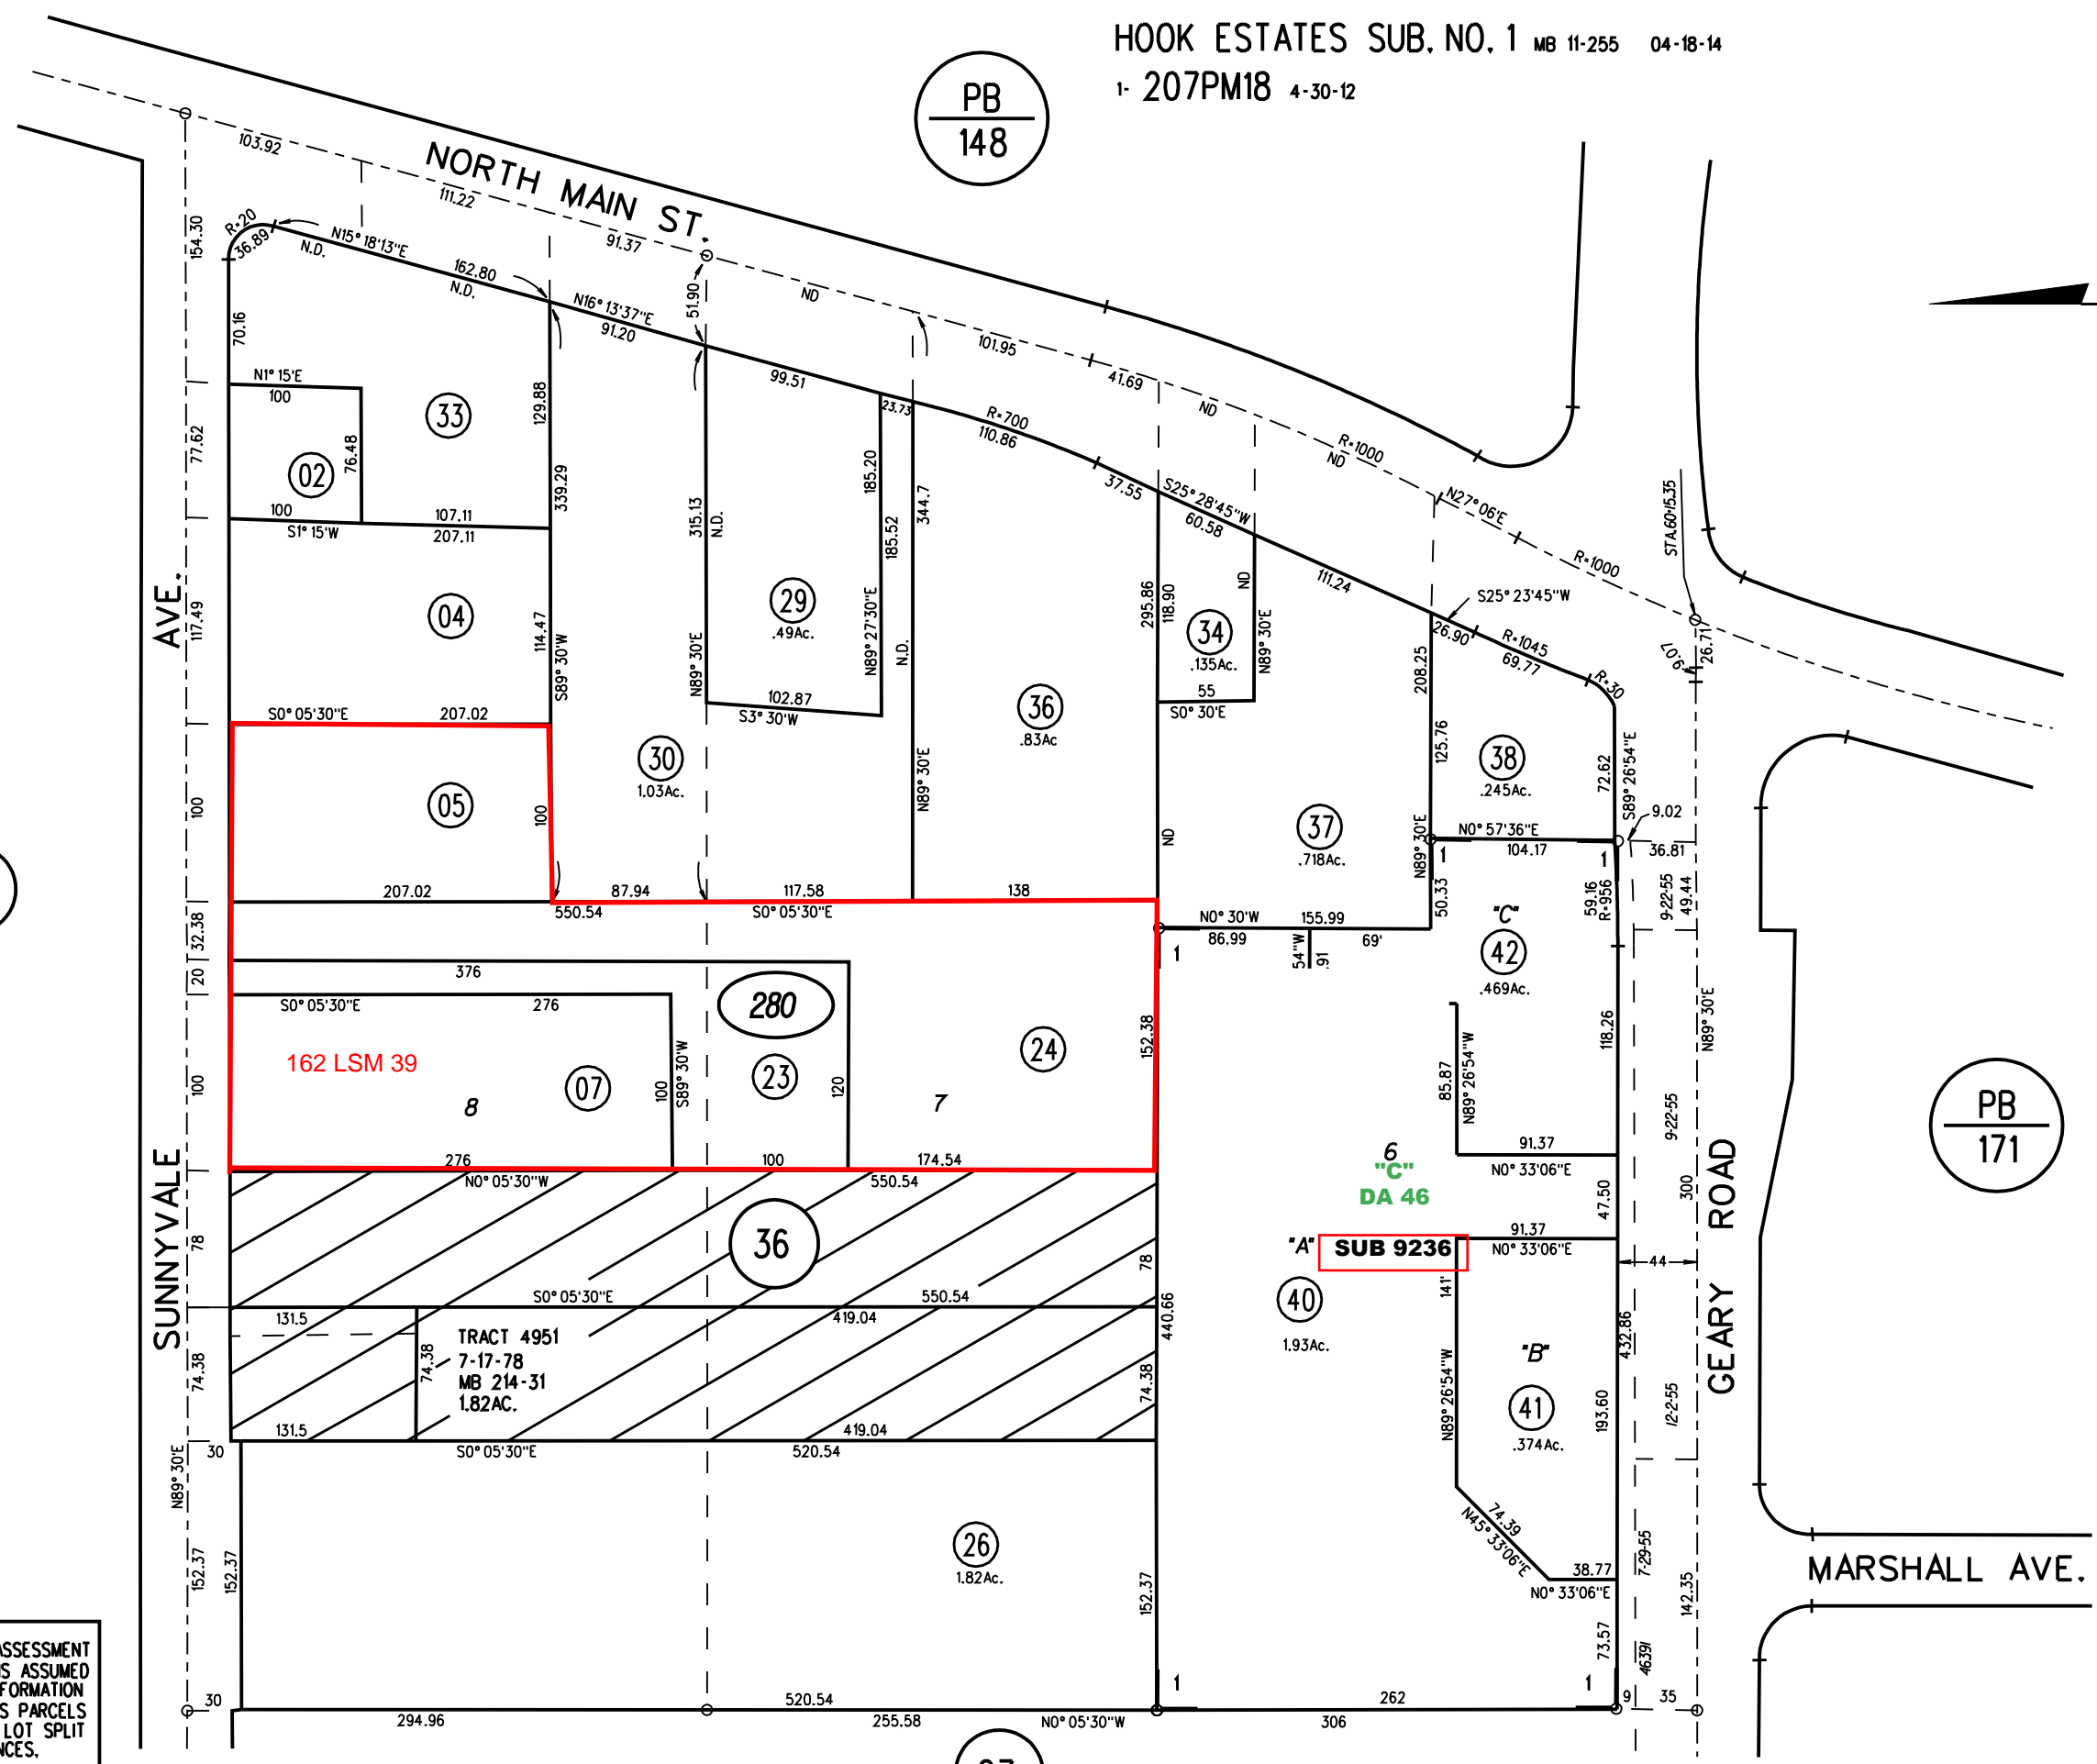 HOOK ESTATES SUB. NO. 1 MB 11-255 04-18-14
1- 207PM18 4-30-12
PB
148
NORTH MAIN ST.
103.92
111.22
91.37
ND
101.95
41.69
ND
R=1000
ND
N27°06'E
R=1000
STA.60+15.35
154.30
R=20
36.89
N15°18'13"E
N.D.
162.80
N.D.
N16°13'37"E
91.20
51.90
99.51
23.73
R=700
110.86
37.55
S25°28'45"W
60.58
111.24
S25°23'45"W
26.90
R=1045
69.77
R=30
9.07
26.71
70.16
N1°15'E
100
33
129.88
77.62
02
76.48
339.29
100
S1°15'W
107.11
207.11
315.13
N.D.
185.20
185.52
344.7
AVE.
117.49
04
114.47
S89°30'W
N89°30'E
29
.49Ac.
N89°27'30"E
N.D.
295.86
118.90
ND
34
.135Ac.
N89°30'E
55
S0°30'E
208.25
125.76
38
.245Ac.
72.62
S89°26'54"E
S0°05'30"E
207.02
102.87
S3°30'W
36
.83Ac
N89°30'E
100
05
100
30
1.03Ac.
ND
37
.718Ac.
N89°30'E
N0°57'36"E
104.17
1
1
9.02
36.81
207.02
87.94
117.58
138
550.54
S0°05'30"E
50.33
59.16
R=956
9-22-55
49.44
N0°30'W
155.99
86.99
69'
1
54"W
.91
"C"
42
.469Ac.
32.38
20
376
S0°05'30"E
276
280
152.38
118.26
N89°30'E
162 LSM 39
100
07
100
S89°30'W
23
120
24
8
7
85.87
N89°26'54"W
9-22-55
PB
171
276
100
174.54
N0°05'30"W
550.54
6
"C"
DA 46
91.37
N0°33'06"E
47.50
300
SUNNYVALE
GEARY ROAD
78
36
78
"A"
SUB 9236
91.37
N0°33'06"E
44
S0°05'30"E
550.54
40
1.93Ac.
141'
131.5
419.04
440.66
432.86
TRACT 4951
7-17-78
MB 214-31
1.82AC.
74.38
74.38
74.38
"B"
41
.374Ac.
N89°26'54"W
193.60
12-2-55
131.5
419.04
30
S0°05'30"E
520.54
N89°30'E
74.39
N45°33'06"E
38.77
N0°33'06"E
7-29-55
26
1.82Ac.
152.37
152.37
152.37
142.35
MARSHALL AVE.
73.57
4639I
ASSESSMENT
IS ASSUMED
FORMATION
S PARCELS
LOT SPLIT
NCES.
30
520.54
1
262
1
9
35
294.96
255.58
N0°05'30"W
306